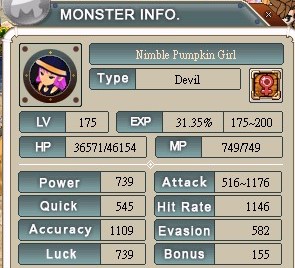 MONSTER INFO.
Nimble Pumpkin Girl
Type Devil
LV 175 EXP 31.35% 175~200
HP 36571/46154 MP 749/749
Power 739 Attack 516~1176
Quick 545 Hit Rate 1146
Accuracy 1109 Evasion 582
Luck 739 Bonus 155